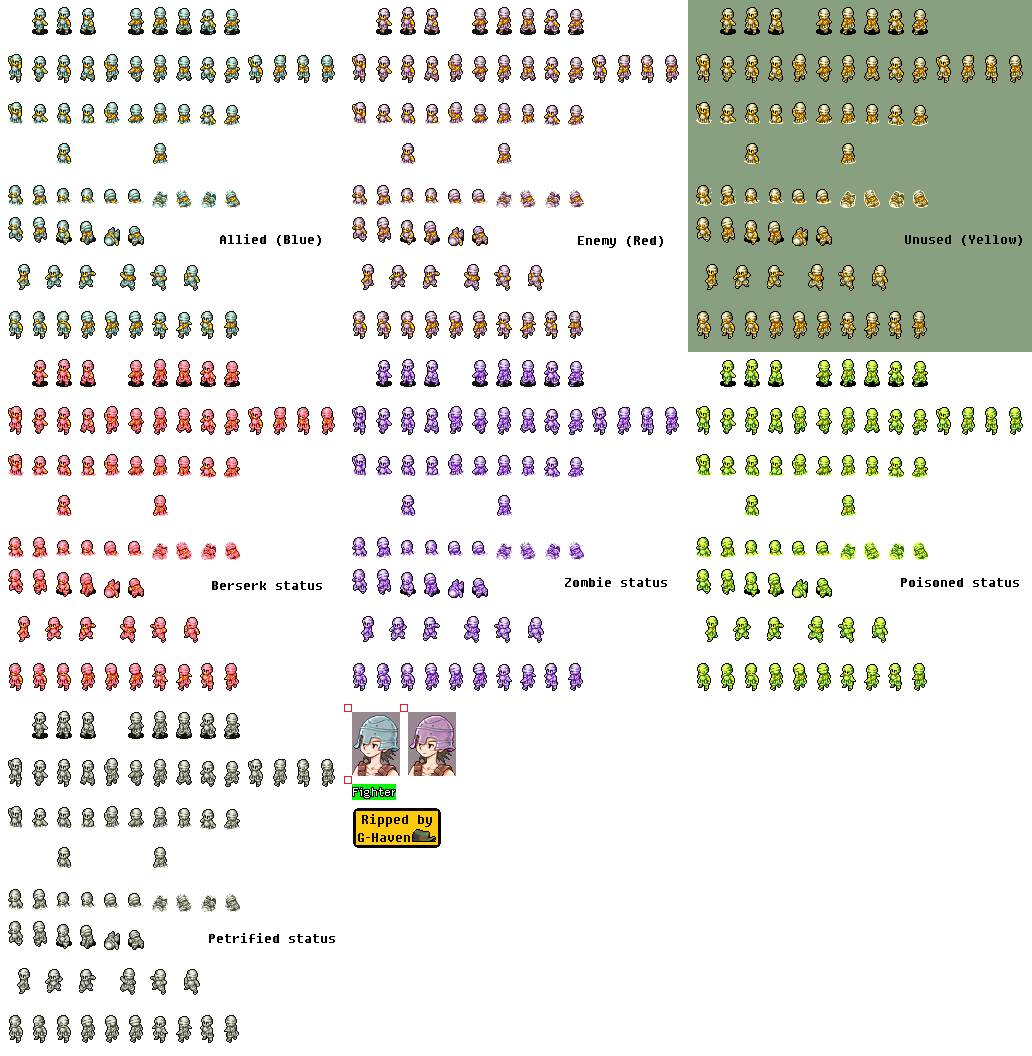 Allied (Blue)
Enemy (Red)
Unused (Yellow)
Berserk status
Zombie status
Poisoned status
Petrified status
Fighter
Ripped by
G-Haven